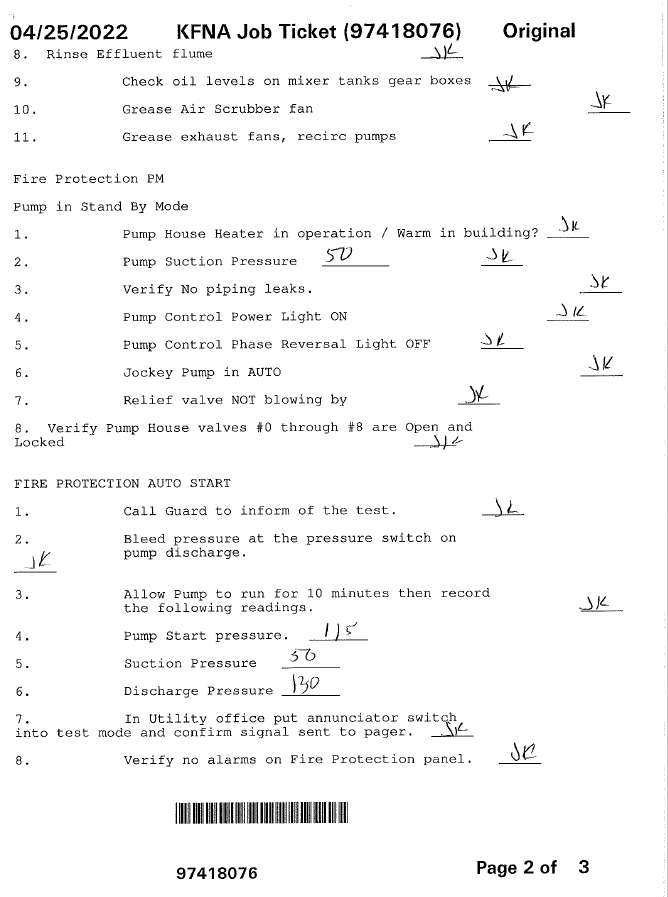 04/25/2022 KFNA Job Ticket (97418076) Original
8. Rinse Effluent flume JK
9. Check oil levels on mixer tanks gear boxes JK
10. Grease Air Scrubber fan JK
11. Grease exhaust fans, recirc pumps JK
Fire Protection PM
Pump in Stand By Mode
1. Pump House Heater in operation / Warm in building? JK
2. Pump Suction Pressure 50 JK
3. Verify No piping leaks. JK
4. Pump Control Power Light ON JK
5. Pump Control Phase Reversal Light OFF JK
6. Jockey Pump in AUTO JK
7. Relief valve NOT blowing by JK
8. Verify Pump House valves #0 through #8 are Open and
Locked JK
FIRE PROTECTION AUTO START
1. Call Guard to inform of the test. JK
2. Bleed pressure at the pressure switch on
JK pump discharge.
3. Allow Pump to run for 10 minutes then record
the following readings. JK
4. Pump Start pressure. 115
5. Suction Pressure 50
6. Discharge Pressure 130
7. In Utility office put annunciator switch
into test mode and confirm signal sent to pager. JK
8. Verify no alarms on Fire Protection panel. JK
97418076 Page 2 of 3